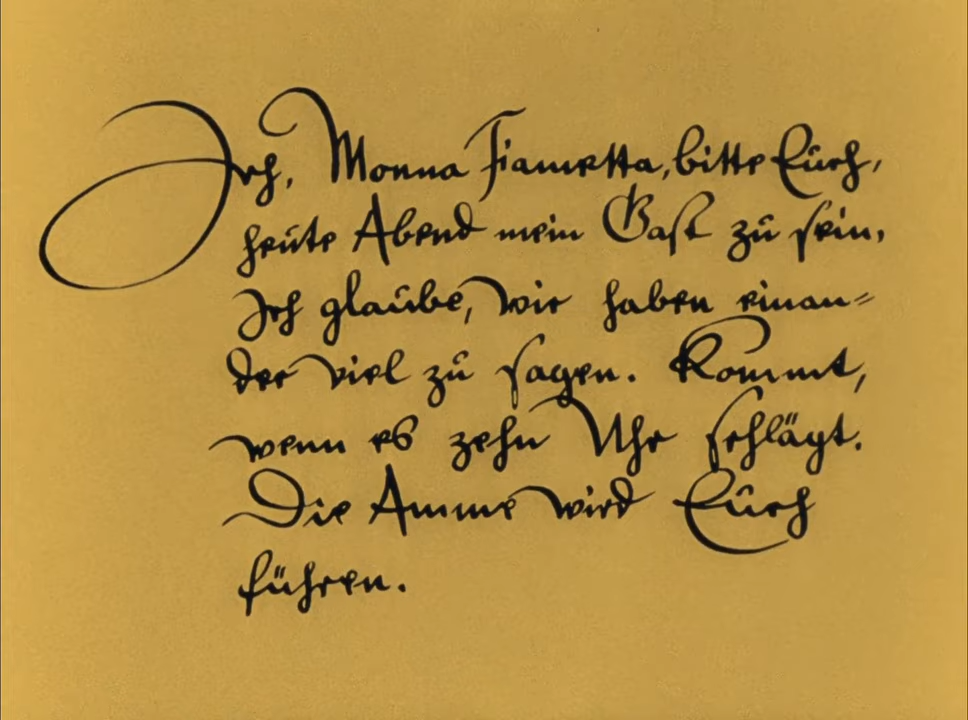 Ich, Monna Fiametta, bitte Euch,
heute Abend mein Gast zu sein.
Ich glaube, wir haben einan=
der viel zu sagen. Kommt,
wenn es zehn Uhr schlägt.
Die Amme wird Euch
führen.